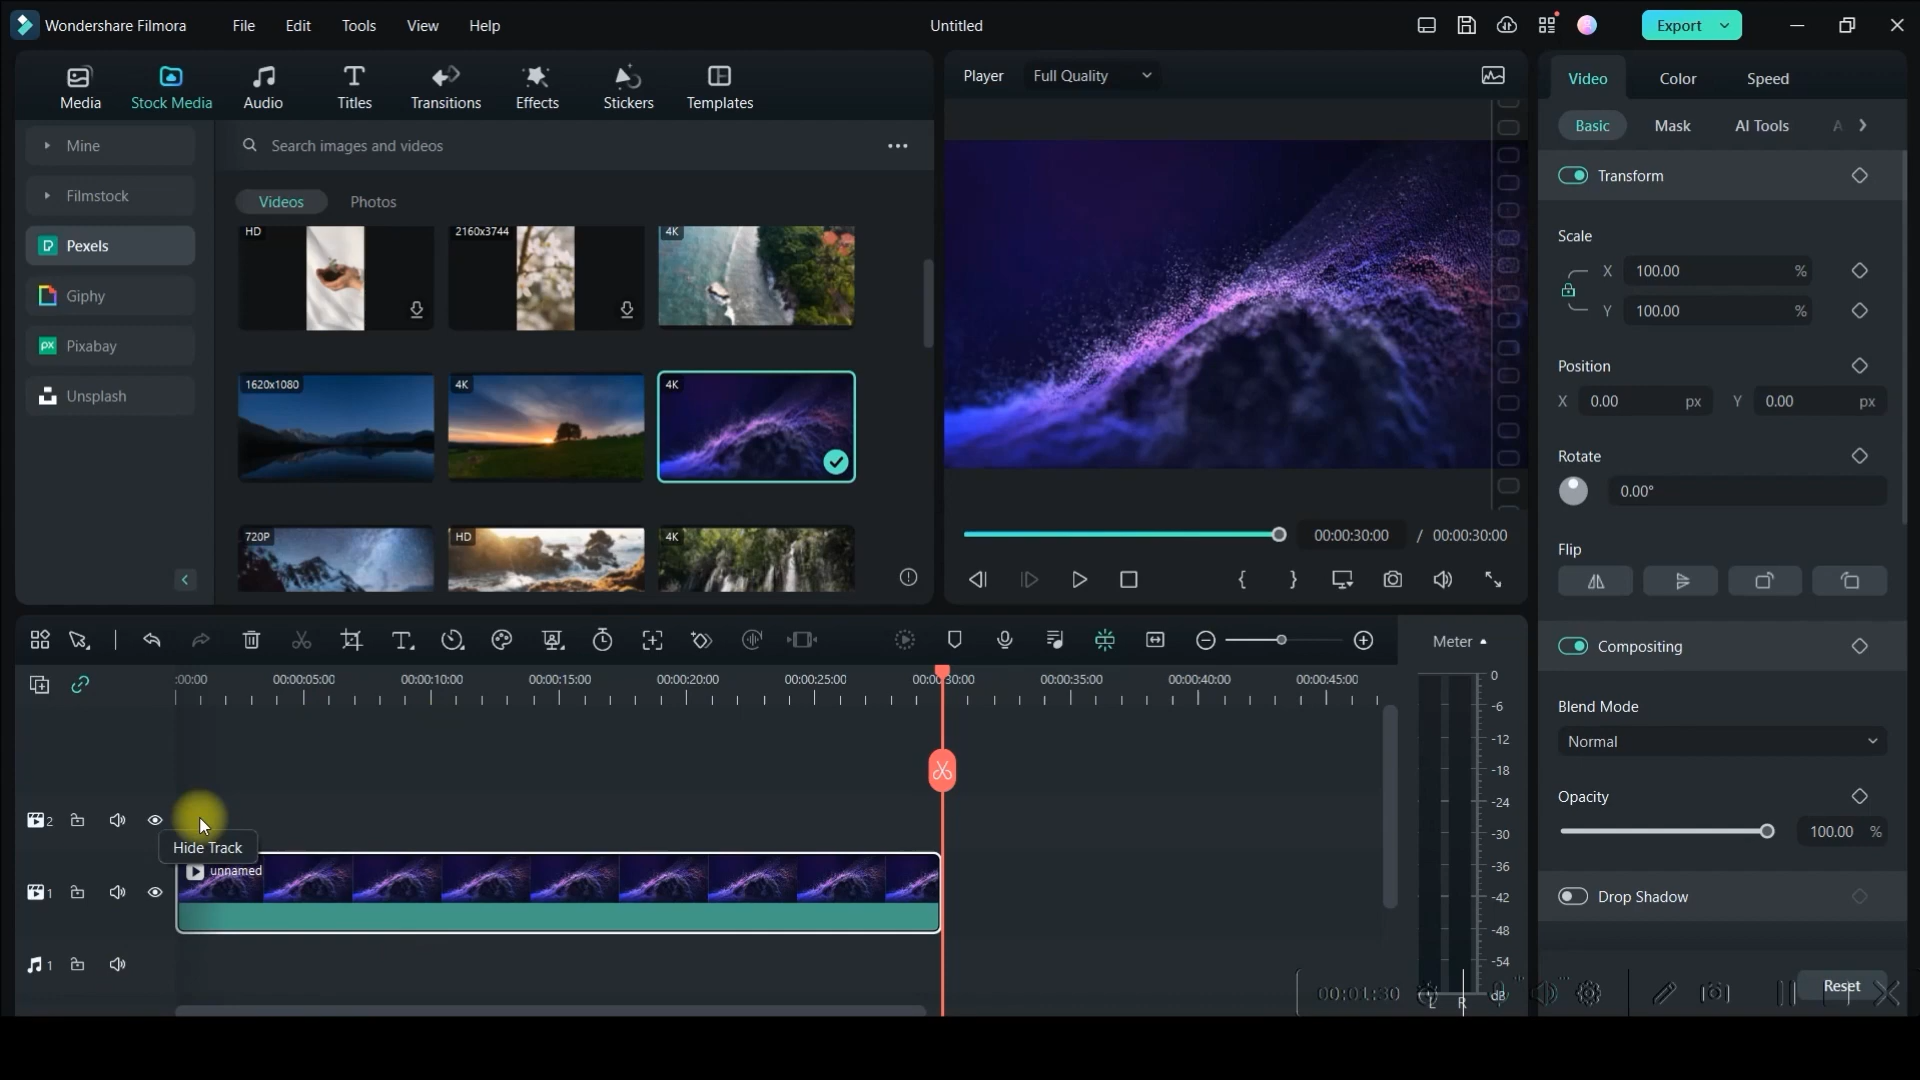 Wondershare Filmora File Edit Tools View Help Untitled Export
Media Stock Media Audio Titles Transitions Effects Stickers Templates
Mine
Filmstock
Pexels
Giphy
Pixabay
Unsplash
Search images and videos
Videos Photos
HD 2160x3744 4K
1620x1080 4K 4K
720P HD 4K
Player Full Quality
00:00:30:00 / 00:00:30:00
Video Color Speed
Basic Mask AI Tools A
Transform
Scale
X 100.00 %
Y 100.00 %
Position
X 0.00 px Y 0.00 px
Rotate
0.00°
Flip
Compositing
Blend Mode
Normal
Opacity
100.00 %
Drop Shadow
Reset
Meter
:00:00 00:00:05:00 00:00:10:00 00:00:15:00 00:00:20:00 00:00:25:00 00:00:30:00 00:00:35:00 00:00:40:00 00:00:45:00
2
Hide Track
unnamed
1
1
0
-6
-12
-18
-24
-30
-36
-42
-48
-54
dB
L R
00:01:30